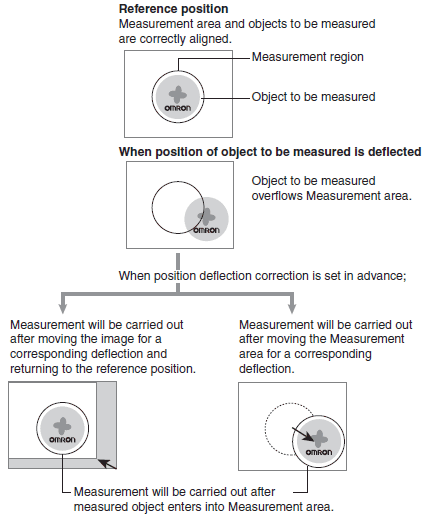 Reference position
Measurement area and objects to be measured
are correctly aligned.
Measurement region
Object to be measured
OMRON
When position of object to be measured is deflected
Object to be measured
overflows Measurement area.
OMRON
When position deflection correction is set in advance;
Measurement will be carried out
after moving the image for a
corresponding deflection and
returning to the reference position.
Measurement will be carried out
after moving the Measurement
area for a corresponding
deflection.
OMRON
OMRON
Measurement will be carried out after
measured object enters into Measurement area.